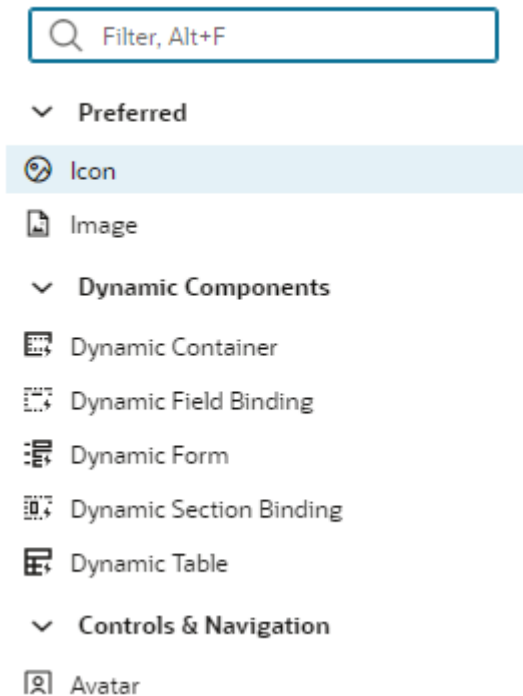 Filter, Alt+F
Preferred
Icon
Image
Dynamic Components
Dynamic Container
Dynamic Field Binding
Dynamic Form
Dynamic Section Binding
Dynamic Table
Controls & Navigation
Avatar